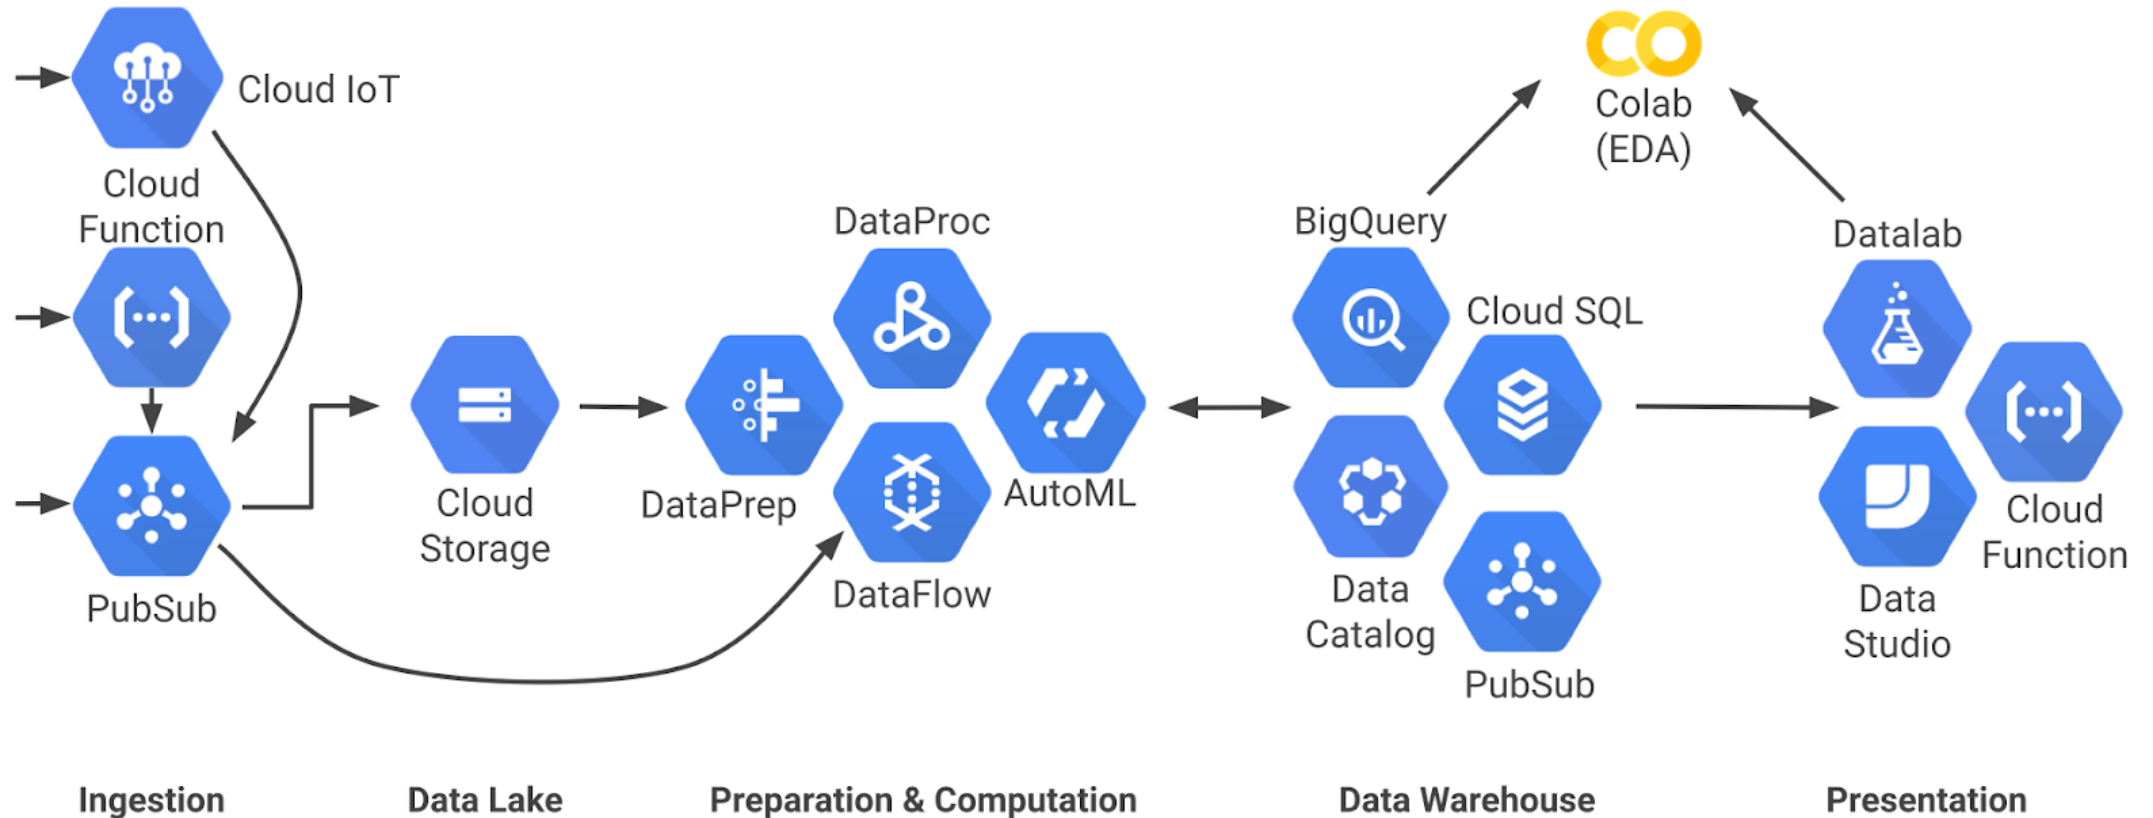 Cloud IoT
Cloud
Function
PubSub
Cloud
Storage
DataProc
DataPrep
AutoML
DataFlow
BigQuery
Cloud SQL
Data
Catalog
PubSub
Colab
(EDA)
Datalab
Cloud
Function
Data
Studio
Ingestion
Data Lake
Preparation & Computation
Data Warehouse
Presentation